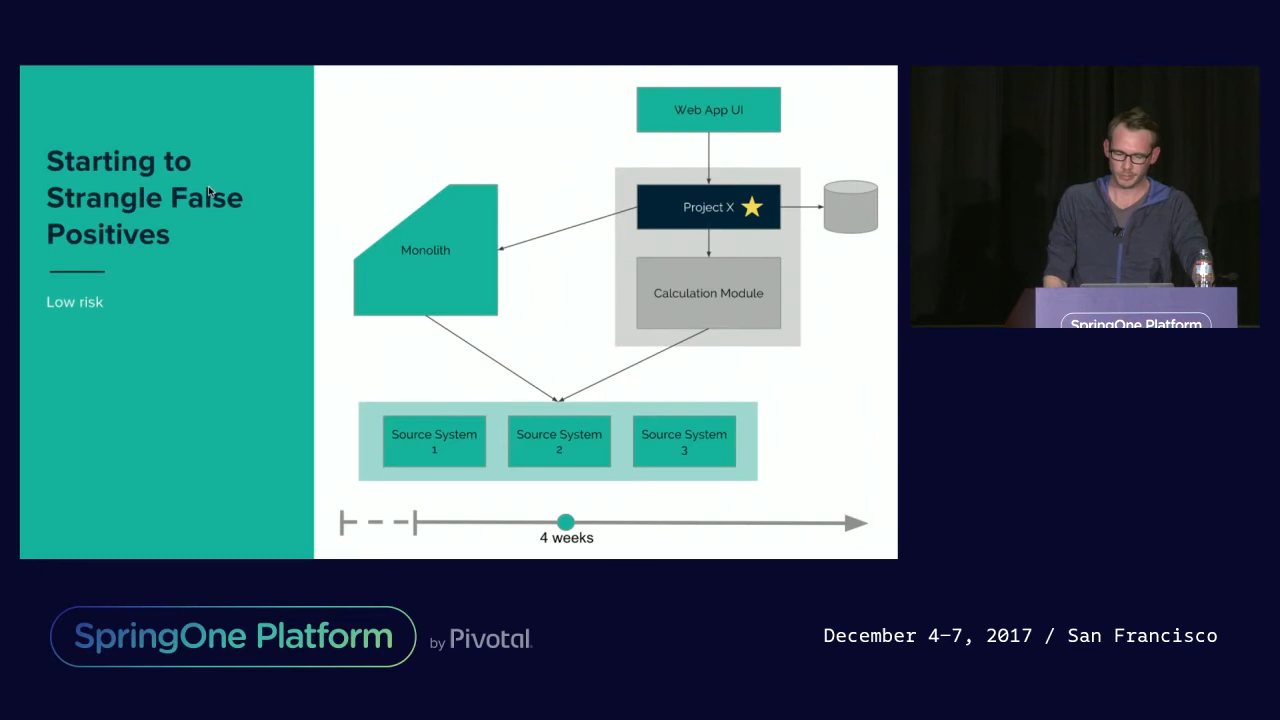 Starting to
Strangle False
Positives
Low risk
Web App UI
Project X
Monolith
Calculation Module
Source System
1
Source System
2
Source System
3
4 weeks
SpringOne Platform
SpringOne Platform
by Pivotal.
December 4–7, 2017 / San Francisco